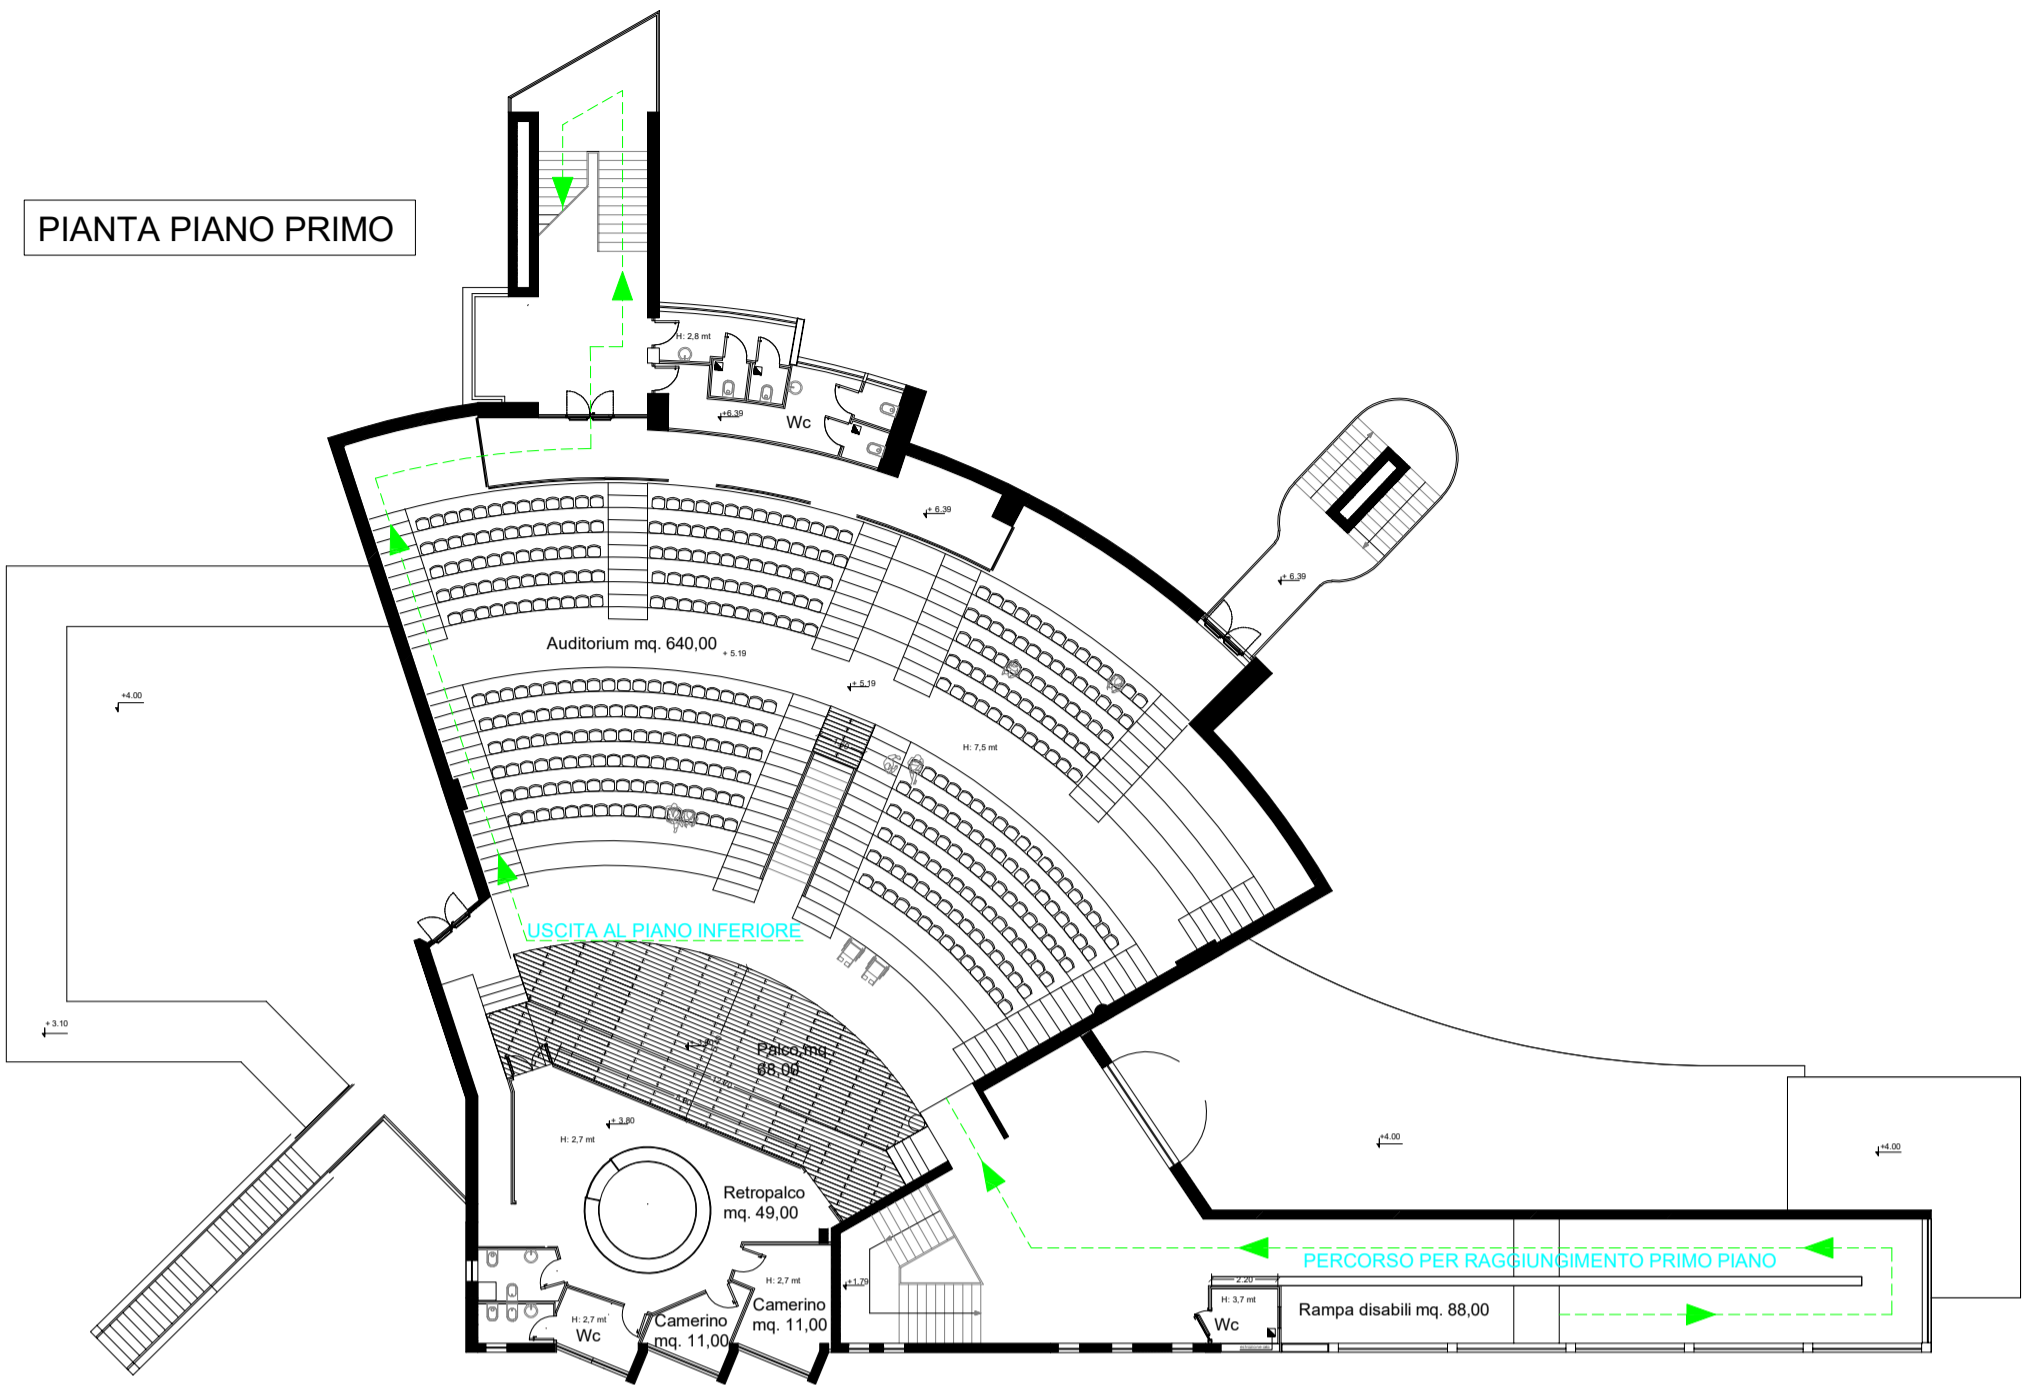 PIANTA PIANO PRIMO
H: 2,8 mt
+6.39
Wc
+ 6.39
+ 6.39
Auditorium mq. 640,00
+ 5.19
+ 5.19
+4.00
H: 7,5 mt
USCITA AL PIANO INFERIORE
+ 3.10
Palco mq.
68,00
+ 3.80
H: 2,7 mt
+4.00
+4.00
Retropalco
mq. 49,00
PERCORSO PER RAGGIUNGIMENTO PRIMO PIANO
H: 2,7 mt
+1.79
2.20
H: 3,7 mt
Rampa disabili mq. 88,00
Camerino
mq. 11,00
H: 2,7 mt
Wc
Camerino
mq. 11,00
Wc